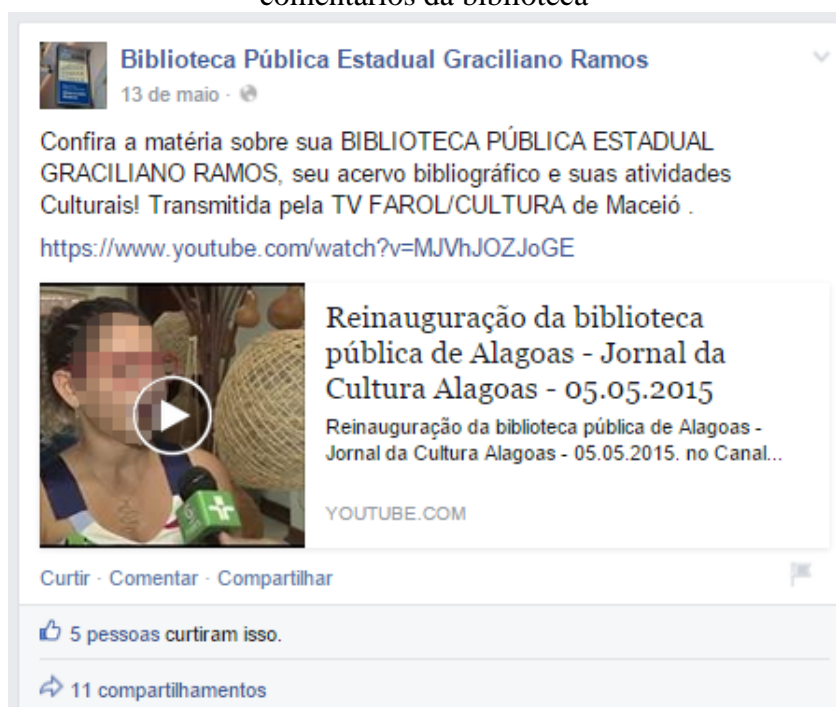 comentários da biblioteca
Biblioteca Pública Estadual Graciliano Ramos
13 de maio ·
Confira a matéria sobre sua BIBLIOTECA PÚBLICA ESTADUAL
GRACILIANO RAMOS, seu acervo bibliográfico e suas atividades
Culturais! Transmitida pela TV FAROL/CULTURA de Maceió .
https://www.youtube.com/watch?v=MJVhJOZJoGE
Reinauguração da biblioteca
pública de Alagoas - Jornal da
Cultura Alagoas - 05.05.2015
Reinauguração da biblioteca pública de Alagoas -
Jornal da Cultura Alagoas - 05.05.2015. no Canal...
YOUTUBE.COM
Curtir · Comentar · Compartilhar
5 pessoas curtiram isso.
11 compartilhamentos